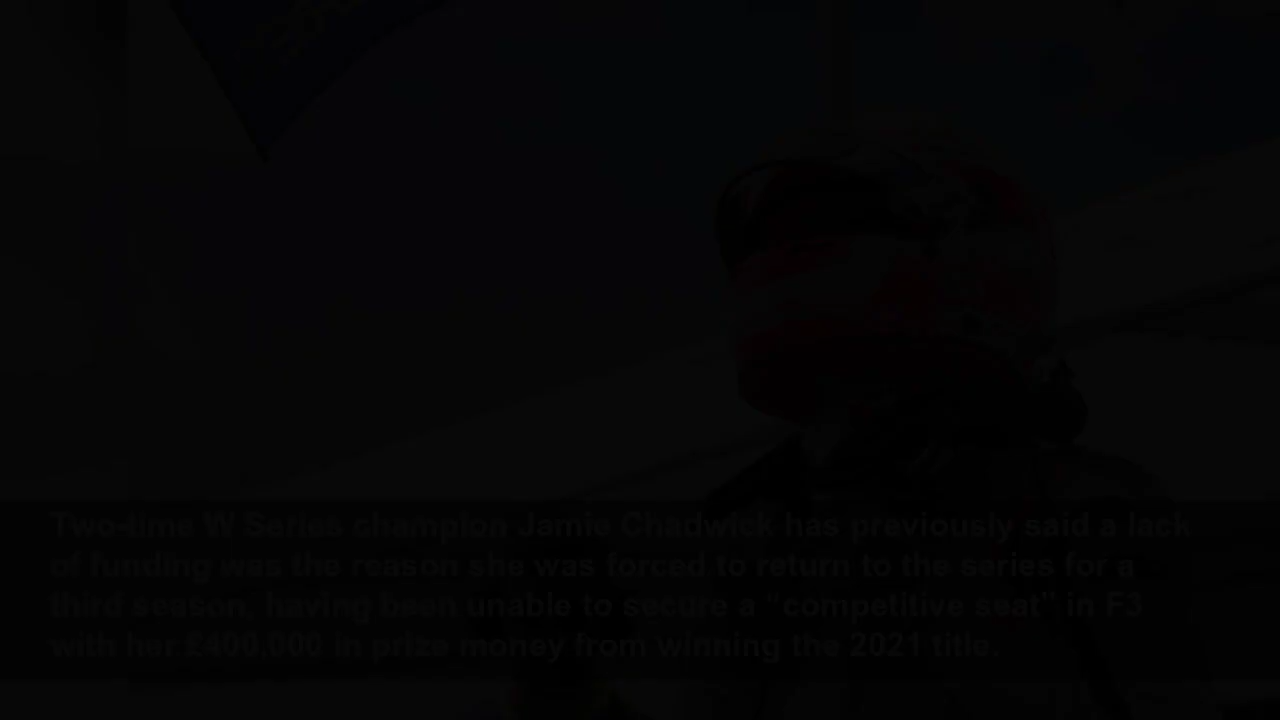 Two-time W Series champion Jamie Chadwick has previously said a lack
of funding was the reason she was forced to return to the series for a
third season, having been unable to secure a "competitive seat" in F3
with her £400,000 in prize money from winning the 2021 title.